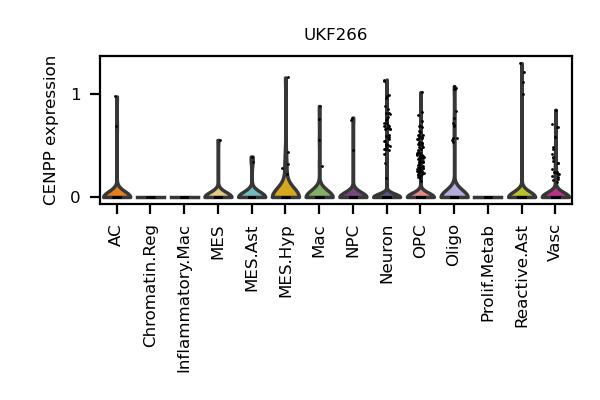 UKF266
CENPP expression
1
0
AC
Chromatin.Reg
Inflammatory.Mac
MES
MES.Ast
MES.Hyp
Mac
NPC
Neuron
OPC
Oligo
Prolif.Metab
Reactive.Ast
Vasc